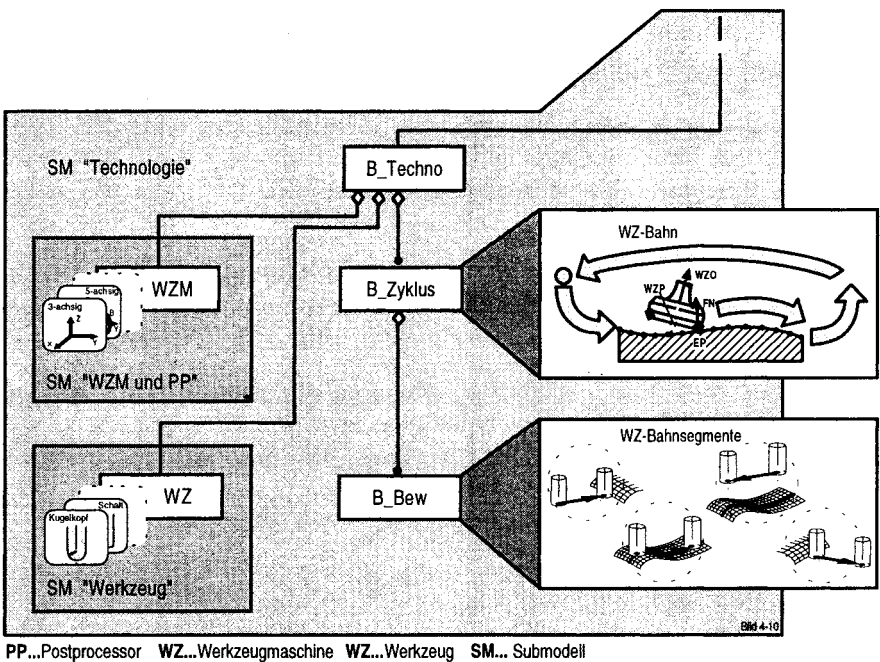 SM "Technologie"
B_Techno
WZM
5-achsig
3-achsig
Z
B
X
Y
SM "WZM und PP"
B_Zyklus
WZ-Bahn
WZO
WZP
FN
EP
WZ
Schaft
Kugelkopf
SM "Werkzeug"
B_Bew
WZ-Bahnsegmente
Bild 4-10
PP...Postprocessor WZ...Werkzeugmaschine WZ...Werkzeug SM... Submodell